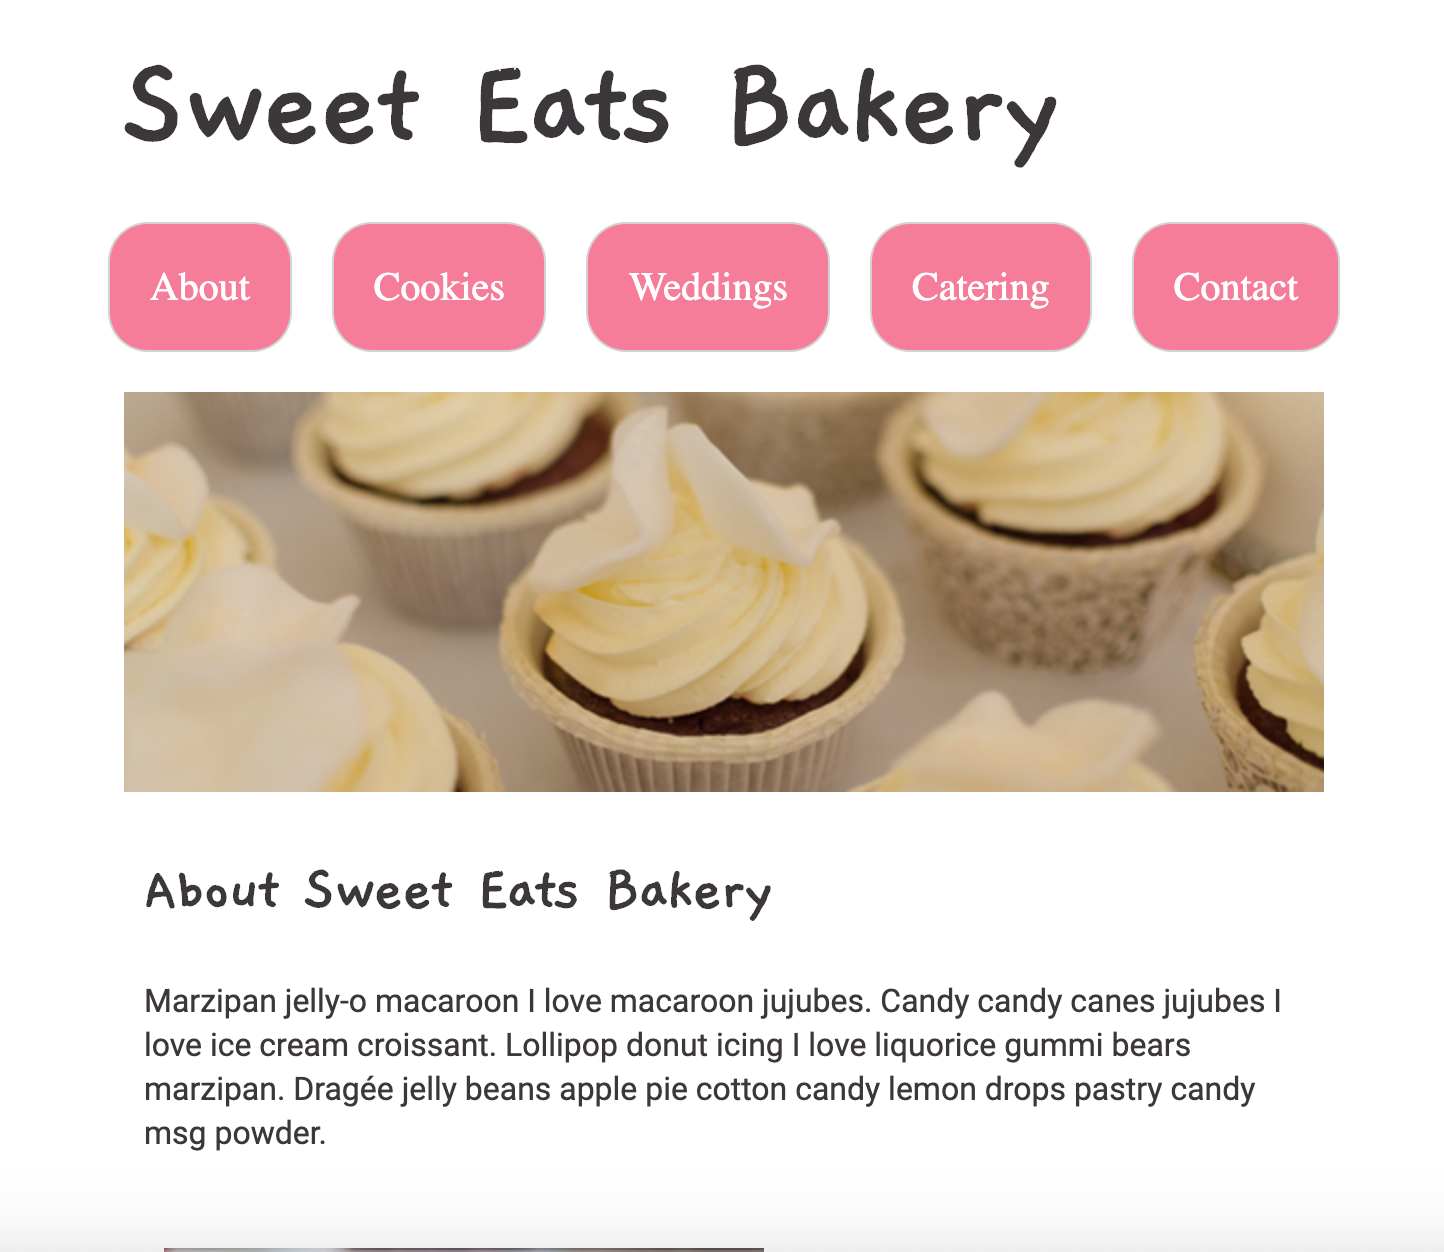 Sweet Eats Bakery
About
Cookies
Weddings
Catering
Contact
About Sweet Eats Bakery
Marzipan jelly-o macaroon I love macaroon jujubes. Candy candy canes jujubes I
love ice cream croissant. Lollipop donut icing I love liquorice gummi bears
marzipan. Dragée jelly beans apple pie cotton candy lemon drops pastry candy
msg powder.